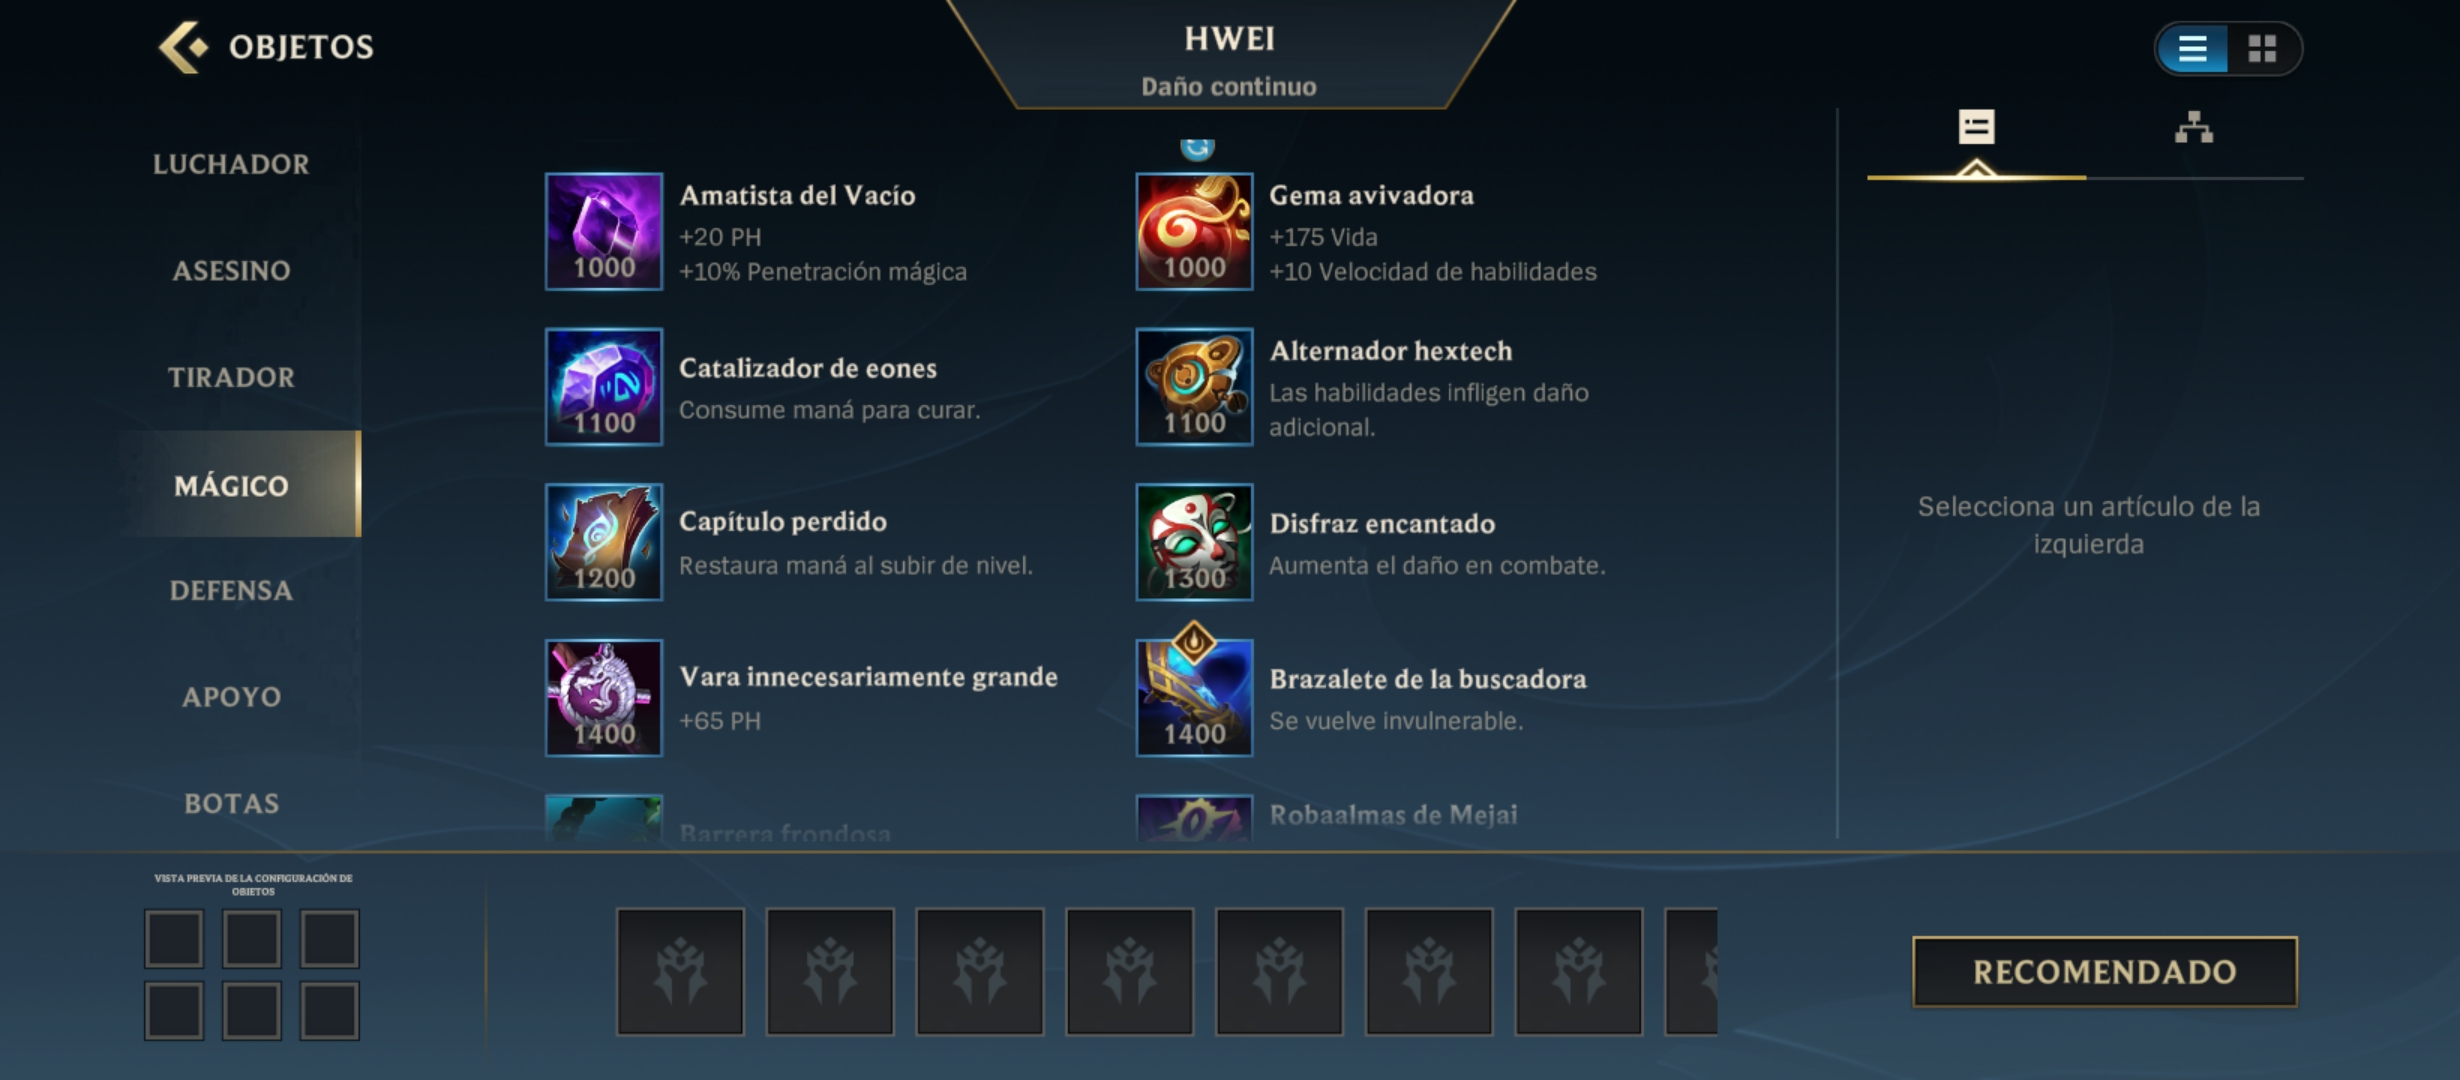 OBJETOS
HWEI
Daño continuo
LUCHADOR
ASESINO
TIRADOR
MÁGICO
DEFENSA
APOYO
BOTAS
Amatista del Vacío
+20 PH
+10% Penetración mágica
1000
Gema avivadora
+175 Vida
+10 Velocidad de habilidades
1000
Catalizador de eones
Consume maná para curar.
1100
Alternador hextech
Las habilidades infligen daño
adicional.
1100
Capítulo perdido
Restaura maná al subir de nivel.
1200
Disfraz encantado
Aumenta el daño en combate.
1300
Vara innecesariamente grande
+65 PH
1400
Brazalete de la buscadora
Se vuelve invulnerable.
1400
Barrera frondosa
Robaalmas de Mejai
Selecciona un artículo de la
izquierda
VISTA PREVIA DE LA CONFIGURACIÓN DE
OBJETOS
RECOMENDADO